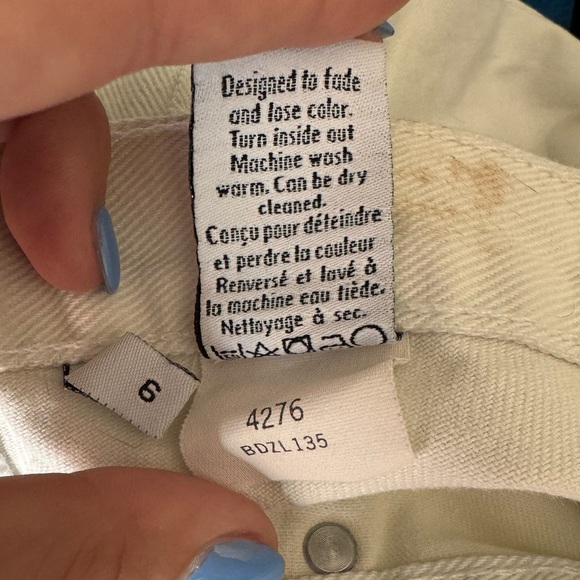 Designed to fade
and lose color.
Turn inside out
Machine wash
warm. Can be dry
cleaned.
Conçu pour déteindre
et perdre la couleur
Renversé et lavé à
la machine eau tiède.
Nettoyage à sec.
6
4276
BDZL135